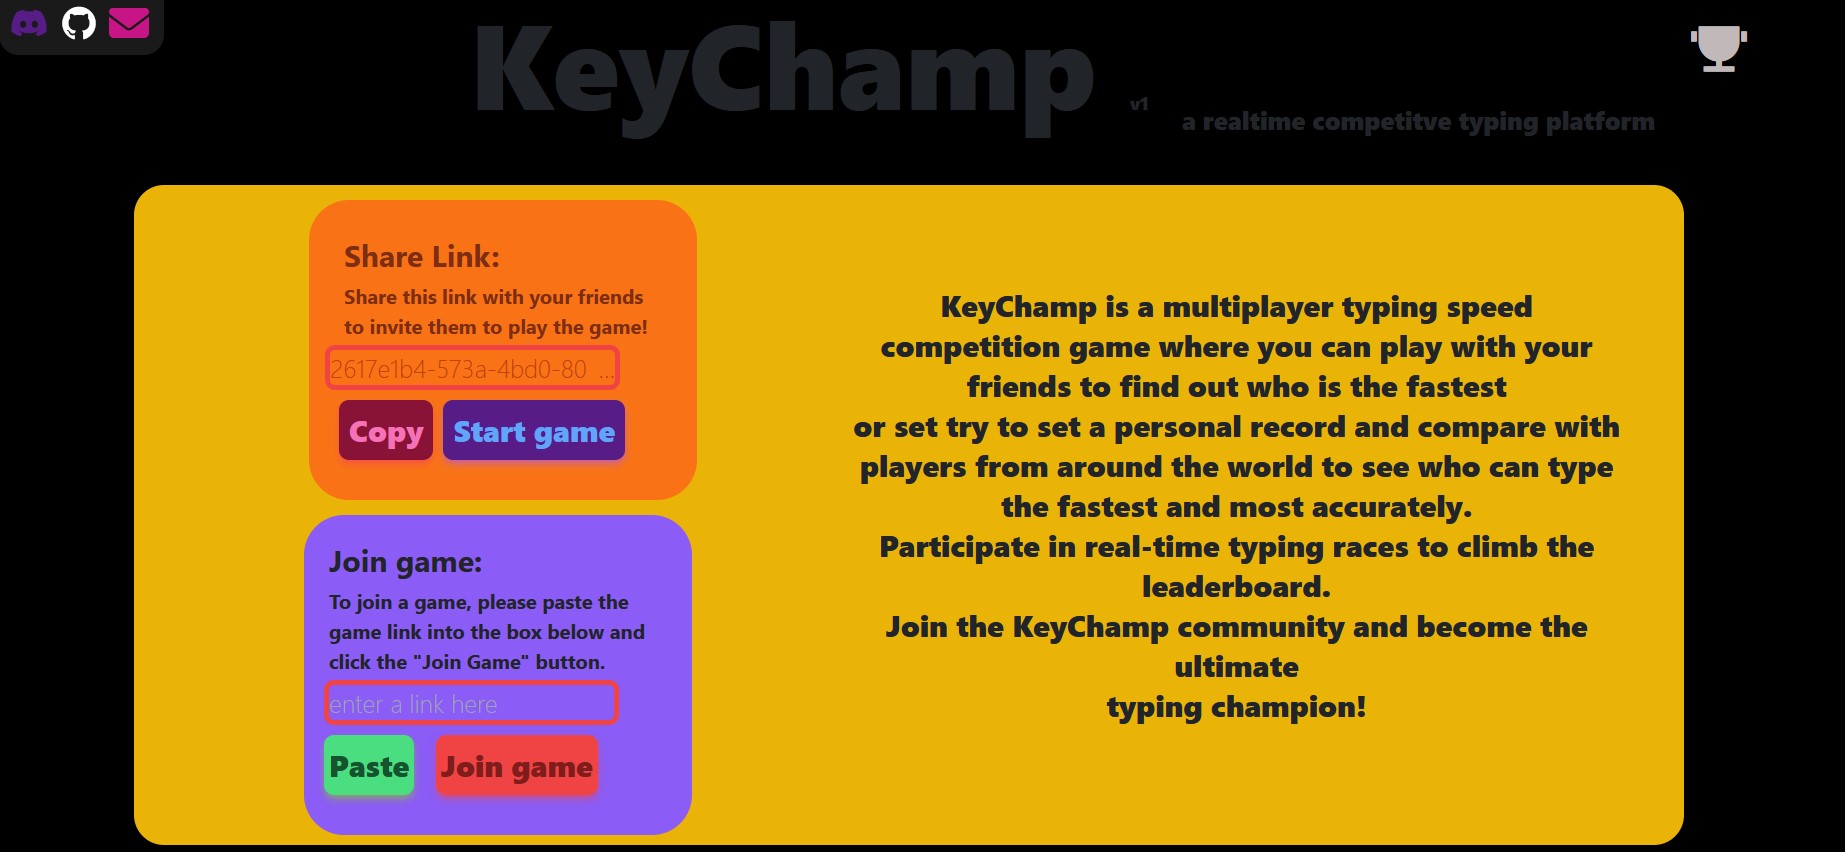 KeyChamp
v1
a realtime competitve typing platform
Share Link:
Share this link with your friends
to invite them to play the game!
2617e1b4-573a-4bd0-80 ...
Copy
Start game
Join game:
To join a game, please paste the
game link into the box below and
click the "Join Game" button.
enter a link here
Paste
Join game
KeyChamp is a multiplayer typing speed
competition game where you can play with your
friends to find out who is the fastest
or set try to set a personal record and compare with
players from around the world to see who can type
the fastest and most accurately.
Participate in real-time typing races to climb the
leaderboard.
Join the KeyChamp community and become the
ultimate
typing champion!